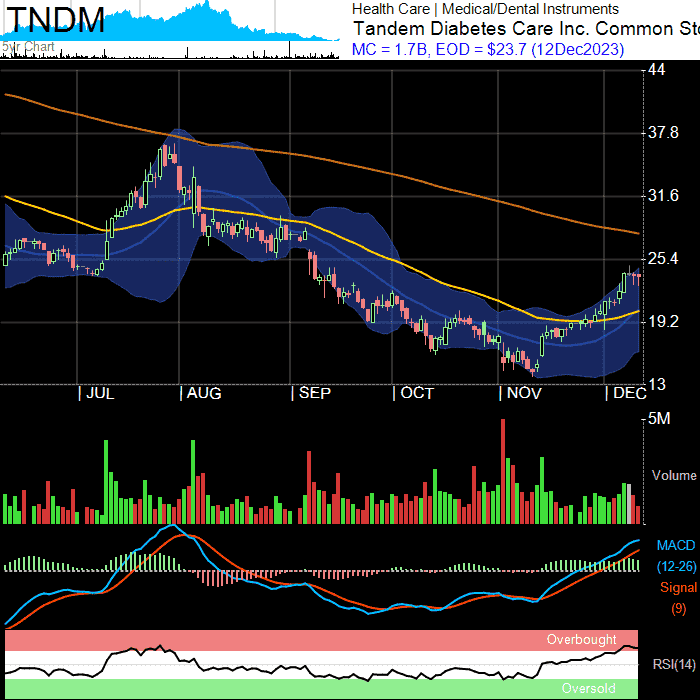 TNDM
5yr Chart
Health Care | Medical/Dental Instruments
Tandem Diabetes Care Inc. Common Sto
MC = 1.7B, EOD = $23.7 (12Dec2023)
44
37.8
31.6
25.4
19.2
13
| JUL | AUG | SEP | OCT | NOV | DEC
5M
Volume
MACD
(12-26)
Signal
(9)
Overbought
RSI(14)
Oversold